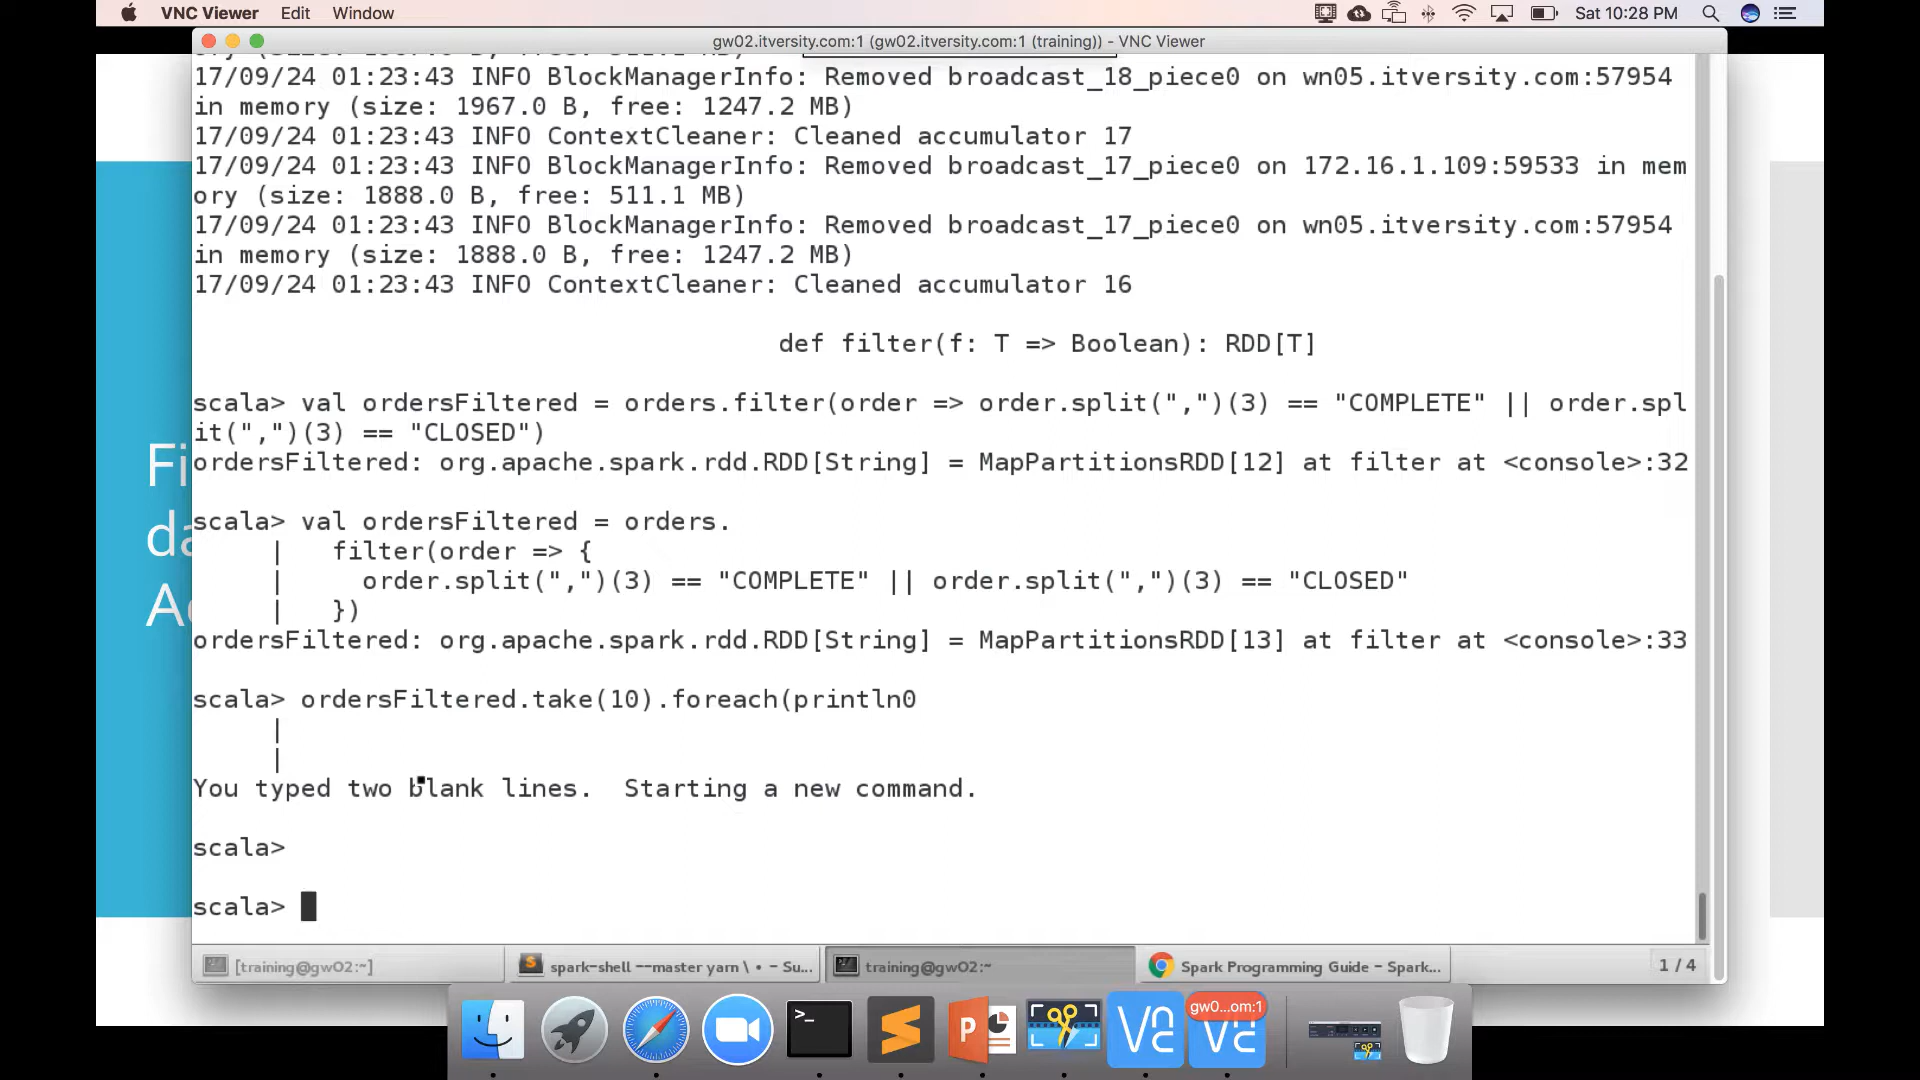 VNC Viewer Edit Window Sat 10:28 PM
gw02.itversity.com:1 (gw02.itversity.com:1 (training)) - VNC Viewer
17/09/24 01:23:43 INFO BlockManagerInfo: Removed broadcast_18_piece0 on wn05.itversity.com:57954
in memory (size: 1967.0 B, free: 1247.2 MB)
17/09/24 01:23:43 INFO ContextCleaner: Cleaned accumulator 17
17/09/24 01:23:43 INFO BlockManagerInfo: Removed broadcast_17_piece0 on 172.16.1.109:59533 in mem
ory (size: 1888.0 B, free: 511.1 MB)
17/09/24 01:23:43 INFO BlockManagerInfo: Removed broadcast_17_piece0 on wn05.itversity.com:57954
in memory (size: 1888.0 B, free: 1247.2 MB)
17/09/24 01:23:43 INFO ContextCleaner: Cleaned accumulator 16
def filter(f: T => Boolean): RDD[T]
scala> val ordersFiltered = orders.filter(order => order.split(",")(3) == "COMPLETE" || order.spl
it(",")(3) == "CLOSED")
ordersFiltered: org.apache.spark.rdd.RDD[String] = MapPartitionsRDD[12] at filter at <console>:32
scala> val ordersFiltered = orders.
| filter(order => {
| order.split(",")(3) == "COMPLETE" || order.split(",")(3) == "CLOSED"
| })
ordersFiltered: org.apache.spark.rdd.RDD[String] = MapPartitionsRDD[13] at filter at <console>:33
scala> ordersFiltered.take(10).foreach(println0
|
|
You typed two blank lines. Starting a new command.
scala>
scala>
Fi
da
[training@gw02:~] spark-shell --master yarn \ • - Su... training@gw02:~ Spark Programming Guide - Spark... 1 / 4
gw0...om:1